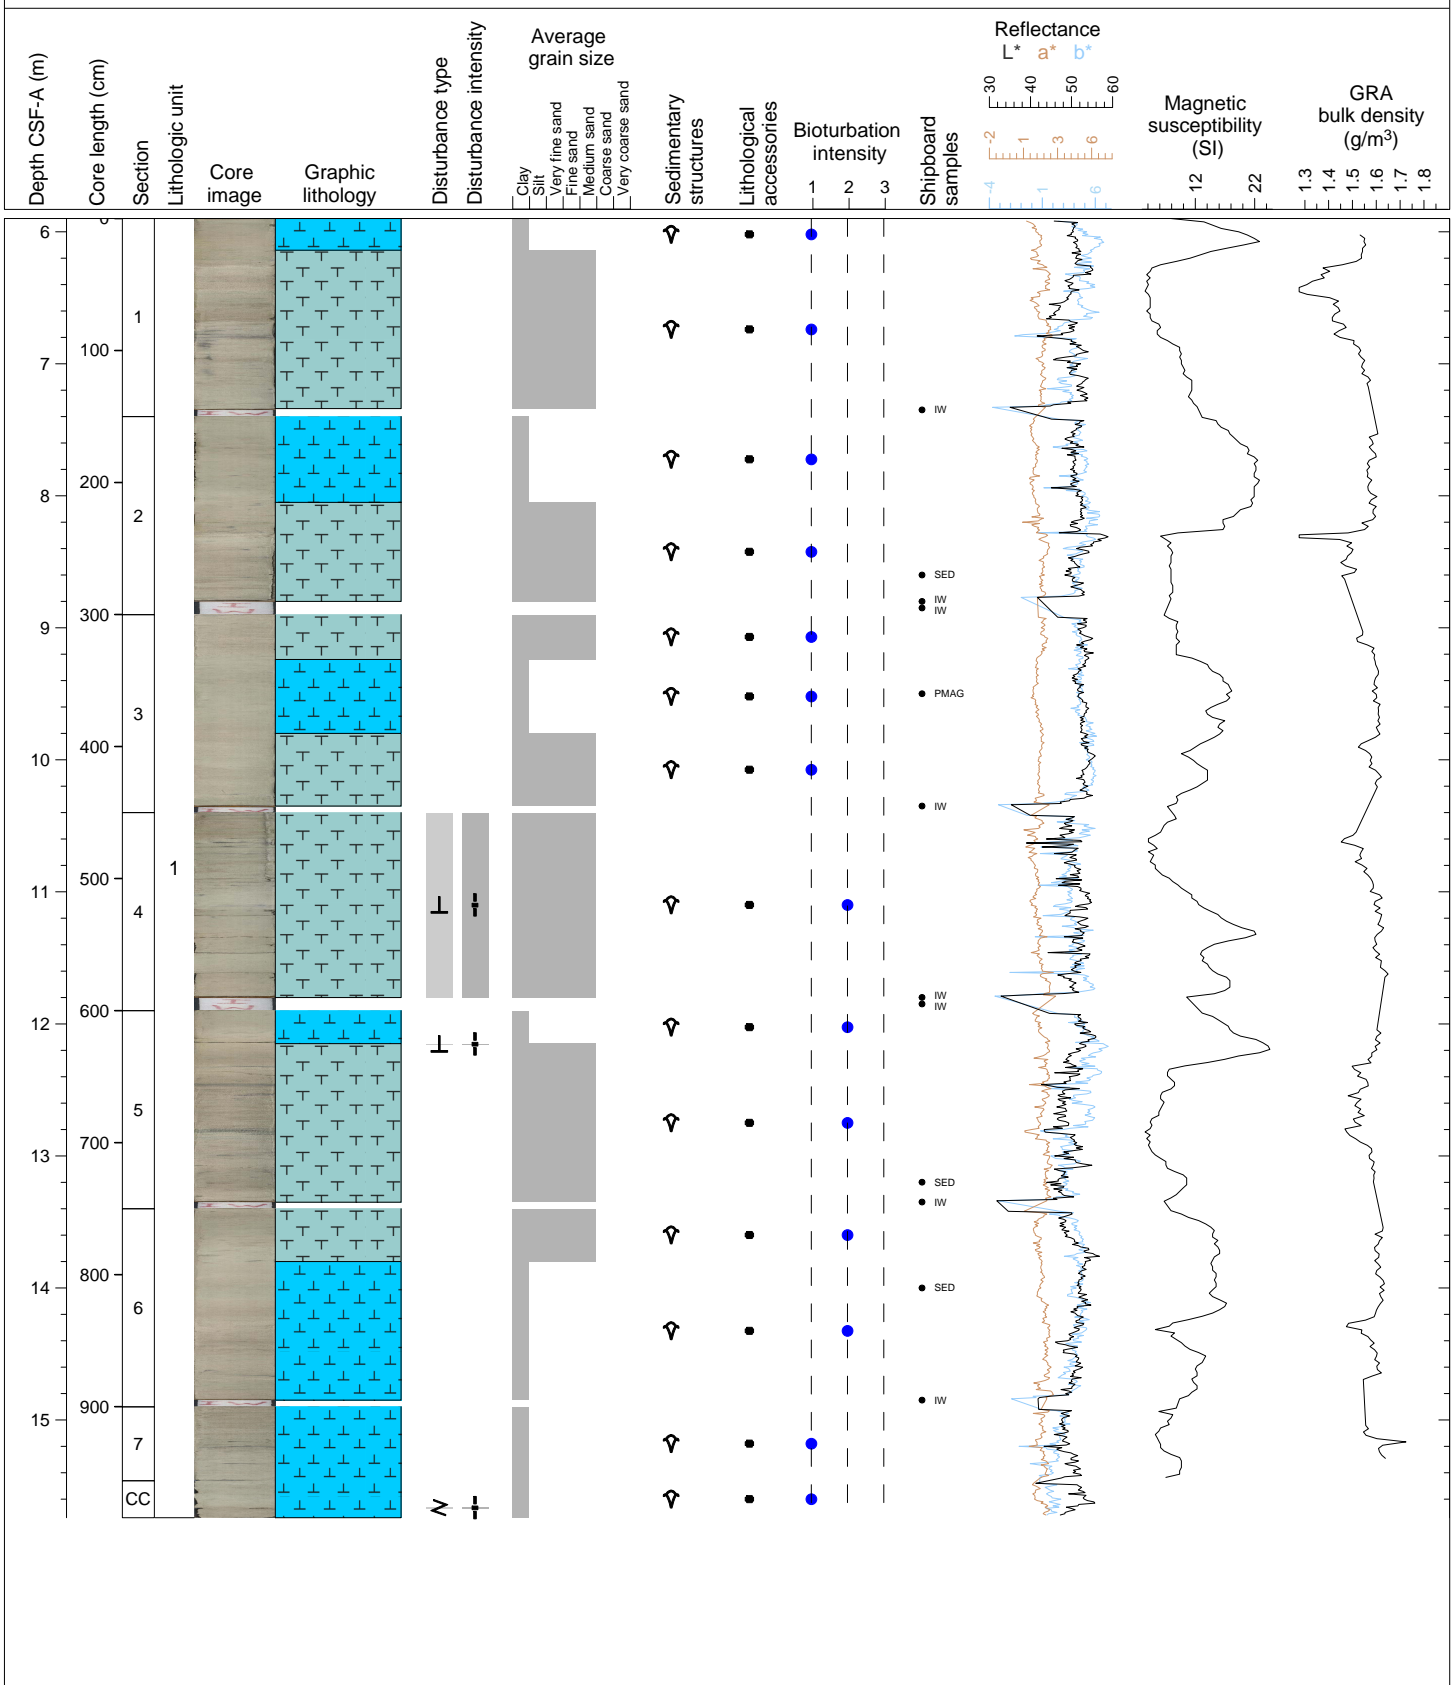 Depth CSF-A (m)
Core length (cm)
Section
Lithologic unit
Core
image
Graphic
lithology
Disturbance type
Disturbance intensity
Average
grain size
Clay
Silt
Very fine sand
Fine sand
Medium sand
Coarse sand
Very coarse sand
Sedimentary
structures
Lithological
accessories
Bioturbation
intensity
1 2 3
Shipboard
samples
Reflectance
L* a* b*
30 40 50 60
-2 1 3 6
-4 1 6
Magnetic
susceptibility
(SI)
12 22
GRA
bulk density
(g/m³)
1.3 1.4 1.5 1.6 1.7 1.8
0
6
1
100
7
IW
200
8
2
SED
IW
IW
300
9
PMAG
3
400
10
IW
1
500
11
4
IW
IW
600
12
5
700
13
SED
IW
800
14
SED
6
IW
900
15
7
CC